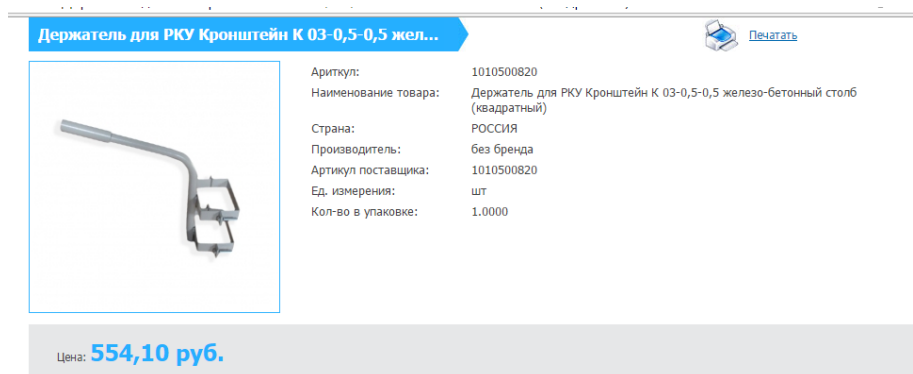 Держатель для РКУ Кронштейн К 03-0,5-0,5 жел...
Печатать
Ариткул: 1010500820
Наименование товара: Держатель для РКУ Кронштейн К 03-0,5-0,5 железо-бетонный столб
(квадратный)
Страна: РОССИЯ
Производитель: без бренда
Артикул поставщика: 1010500820
Ед. измерения: шт
Кол-во в упаковке: 1.0000
Цена: 554,10 руб.